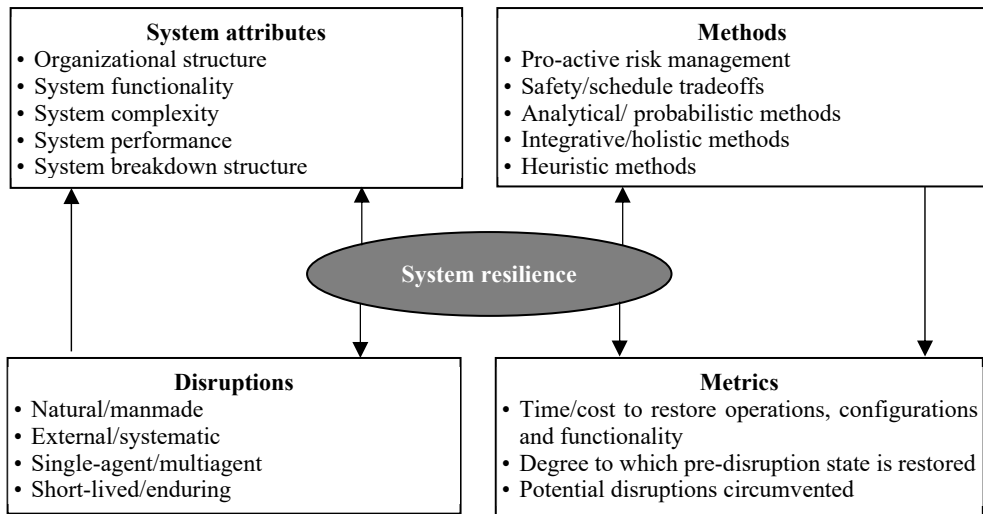 System attributes
• Organizational structure
• System functionality
• System complexity
• System performance
• System breakdown structure
Methods
• Pro-active risk management
• Safety/schedule tradeoffs
• Analytical/ probabilistic methods
• Integrative/holistic methods
• Heuristic methods
System resilience
Disruptions
• Natural/manmade
• External/systematic
• Single-agent/multiagent
• Short-lived/enduring
Metrics
• Time/cost to restore operations, configurations
and functionality
• Degree to which pre-disruption state is restored
• Potential disruptions circumvented